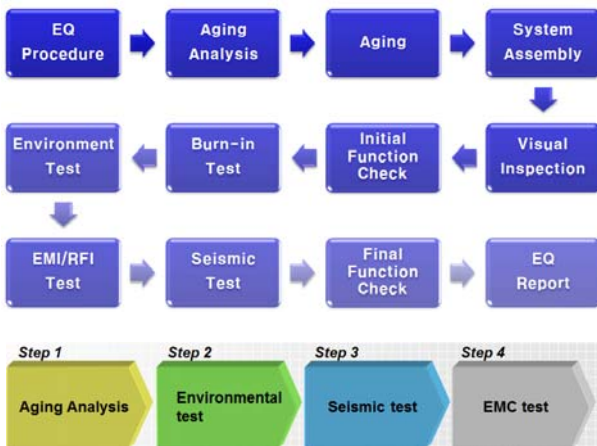 EQ
Procedure
Aging
Analysis
Aging
System
Assembly
Visual
Inspection
Initial
Function
Check
Burn-in
Test
Environment
Test
EMI/RFI
Test
Seismic
Test
Final
Function
Check
EQ
Report
Step 1
Aging Analysis
Step 2
Environmental
test
Step 3
Seismic test
Step 4
EMC test